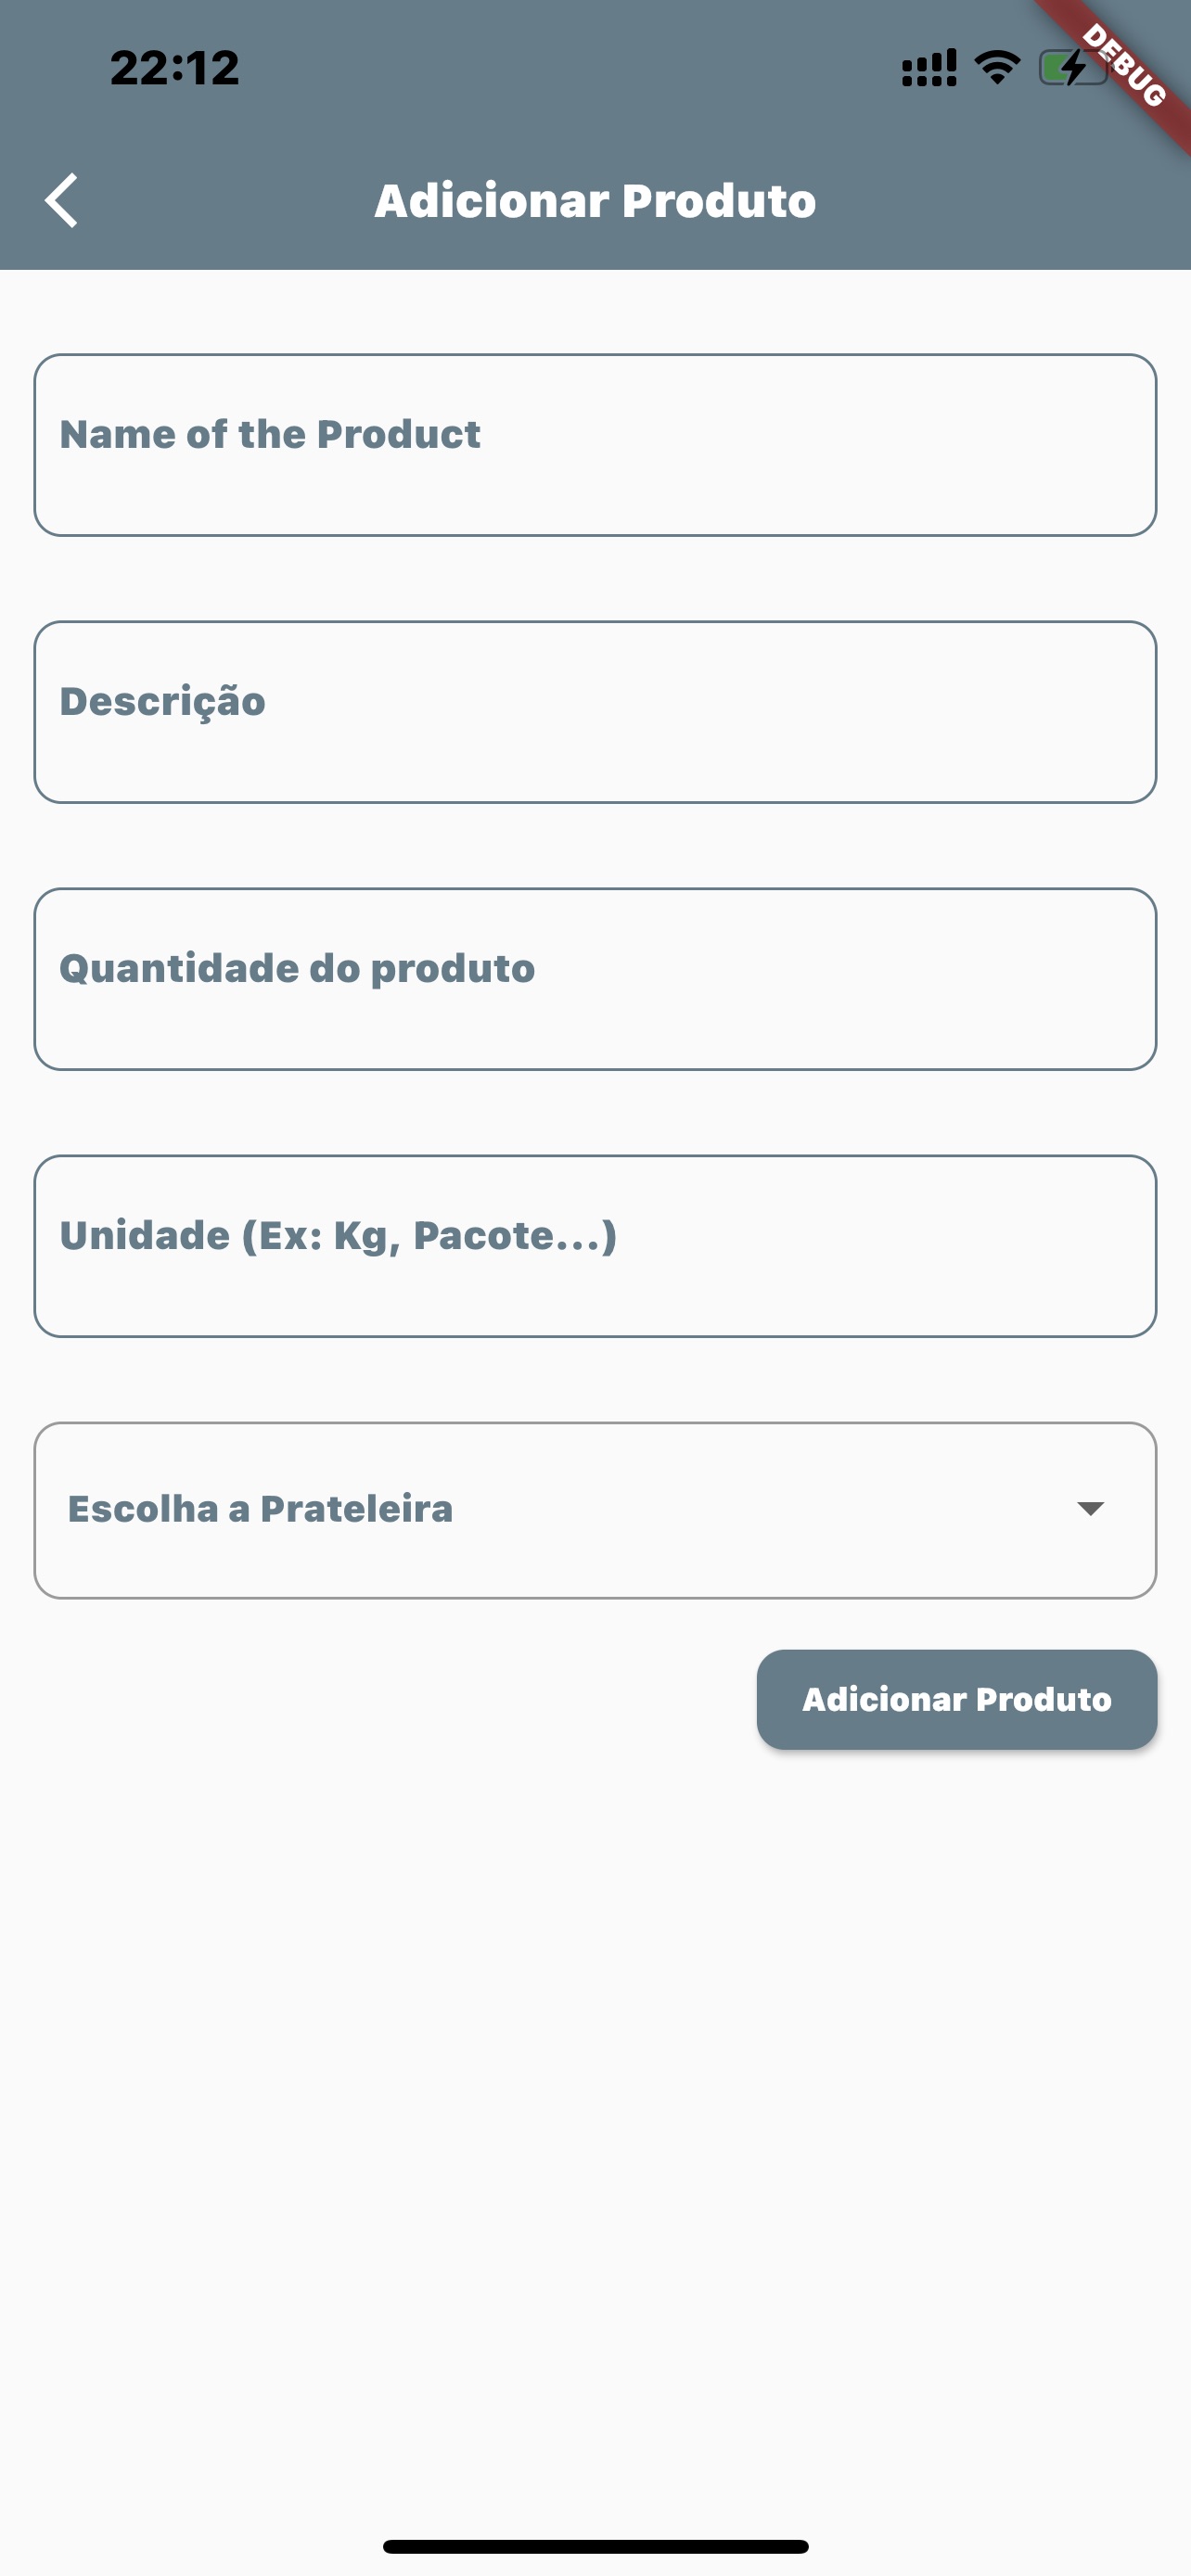 22:12
DEBUG
Adicionar Produto
Name of the Product
Descrição
Quantidade do produto
Unidade (Ex: Kg, Pacote...)
Escolha a Prateleira
Adicionar Produto